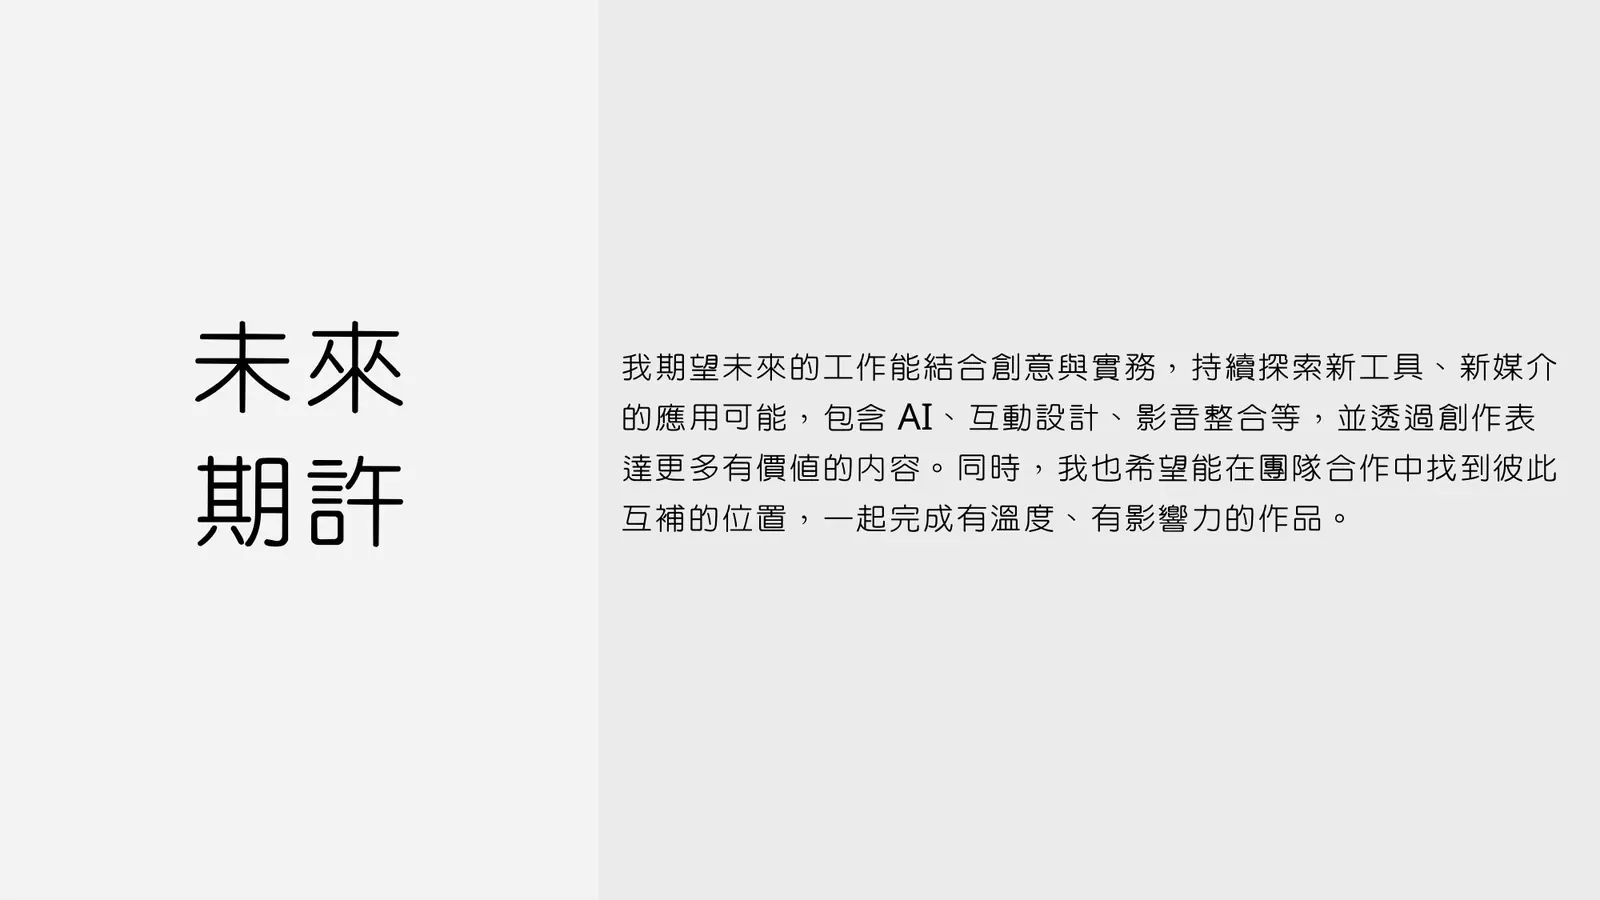 未來
期許
我期望未來的工作能結合創意與實務，持續探索新工具、新媒介
的應用可能，包含 AI、互動設計、影音整合等，並透過創作表
達更多有價值的內容。同時，我也希望能在團隊合作中找到彼此
互補的位置，一起完成有溫度、有影響力的作品。